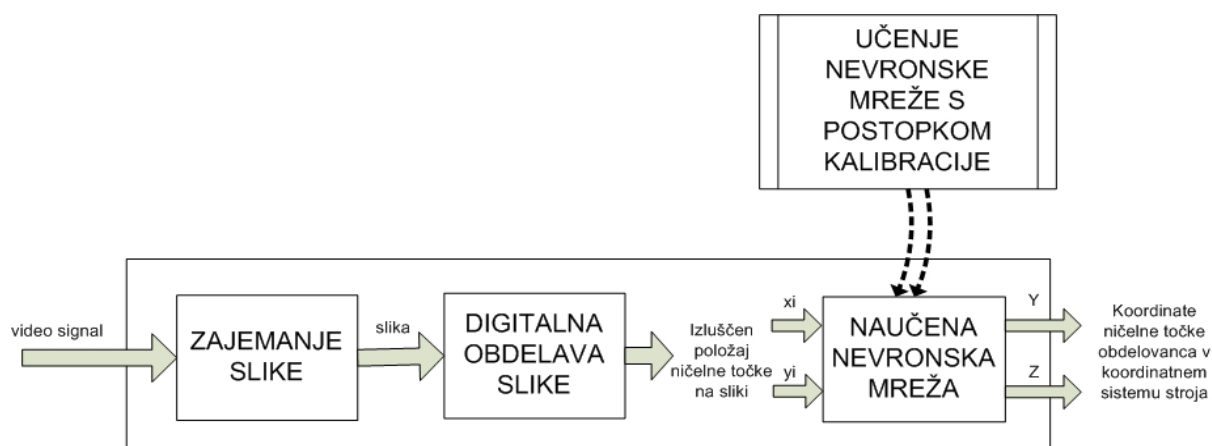 UČENJE
NEVRONSKE
MREŽE S
POSTOPKOM
KALIBRACIJE
video signal
ZAJEMANJE
SLIKE
slika
DIGITALNA
OBDELAVA
SLIKE
Izluščen
položaj
ničelne točke
na sliki
xi
yi
NAUČENA
NEVRONSKA
MREŽA
Y
Z
Koordinate
ničelne točke
obdelovanca v
koordinatnem
sistemu stroja